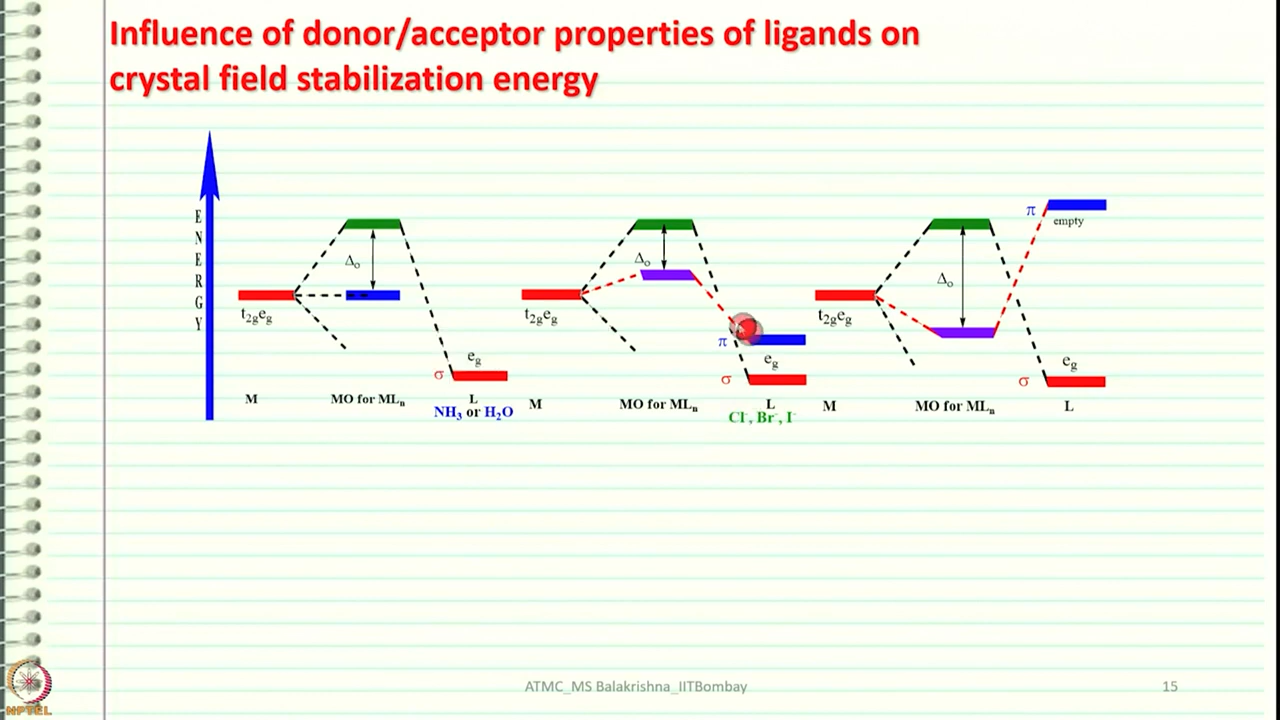 Influence of donor/acceptor properties of ligands on
crystal field stabilization energy
ENERGY
Δₒ
t₂geg
eg
σ
M
MO for MLₙ
L
NH₃ or H₂O
Δₒ
t₂geg
π
eg
σ
M
MO for MLₙ
L
Cl⁻, Br⁻, I⁻
π
empty
Δₒ
t₂geg
eg
σ
M
MO for MLₙ
L
NPTEL
ATMC_MS Balakrishna_IITBombay
15